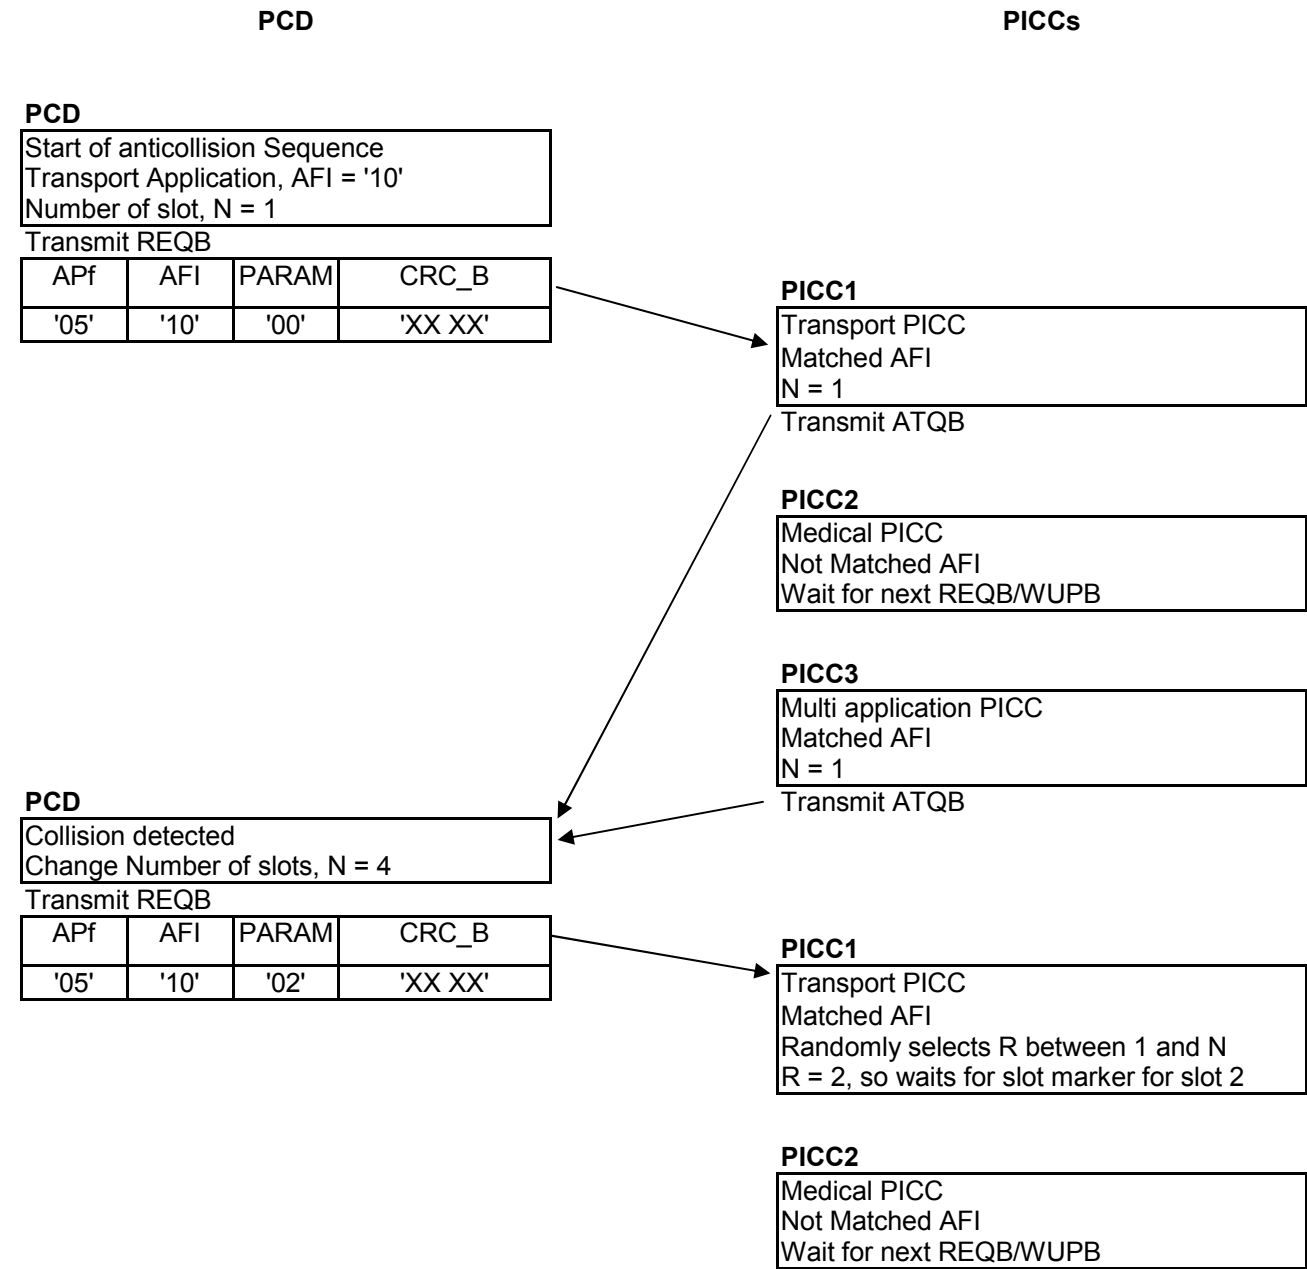 PCD PICCs
PCD
Start of anticollision Sequence
Transport Application, AFI = '10'
Number of slot, N = 1
Transmit REQB
APf AFI PARAM CRC_B
'05' '10' '00' 'XX XX'
PICC1
Transport PICC
Matched AFI
N = 1
Transmit ATQB
PICC2
Medical PICC
Not Matched AFI
Wait for next REQB/WUPB
PICC3
Multi application PICC
Matched AFI
N = 1
Transmit ATQB
PCD
Collision detected
Change Number of slots, N = 4
Transmit REQB
APf AFI PARAM CRC_B
'05' '10' '02' 'XX XX'
PICC1
Transport PICC
Matched AFI
Randomly selects R between 1 and N
R = 2, so waits for slot marker for slot 2
PICC2
Medical PICC
Not Matched AFI
Wait for next REQB/WUPB